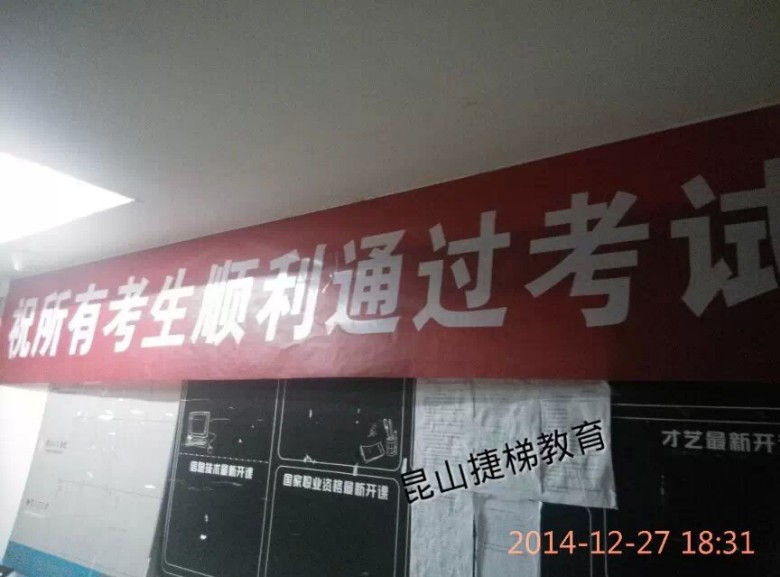 祝所有考生顺利通过考试
信息技术最新开课
国家职业资格最新开课
才艺最新开
昆山捷梯教育
2014-12-27 18:31